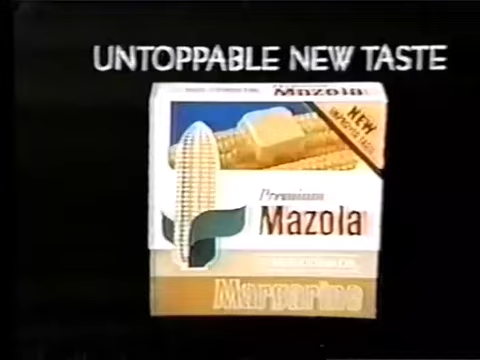 UNTOPPABLE NEW TASTE
Mazola
NEW
Premium
Mazola
Margarine